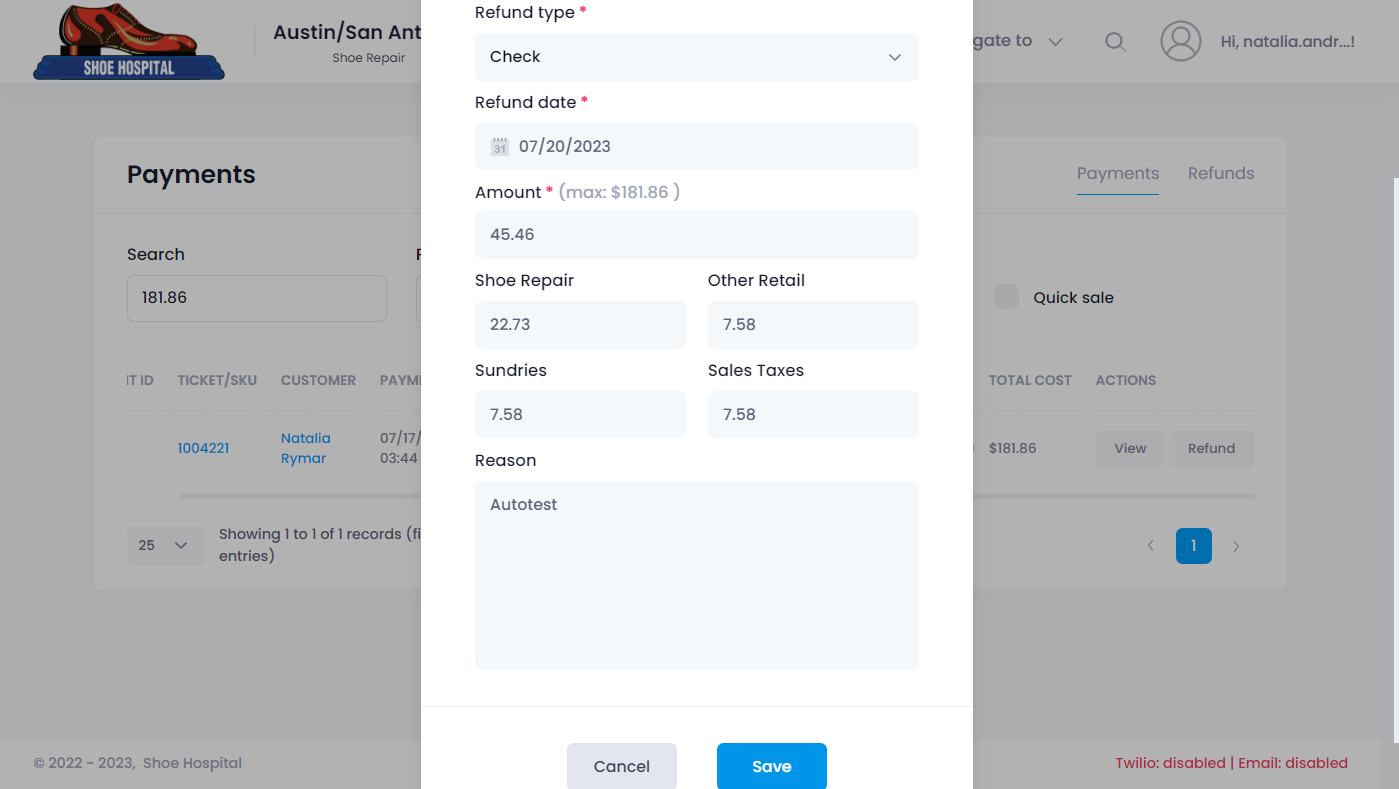 SHOE HOSPITAL
Austin/San Ant
Shoe Repair
gate to
Hi, natalia.andr...!
Payments
Payments
Refunds
Search
181.86
Quick sale
T ID
TICKET/SKU
CUSTOMER
PAYM
TOTAL COST
ACTIONS
1004221
Natalia
Rymar
07/17/
03:44
$181.86
View
Refund
25
Showing 1 to 1 of 1 records (fi
entries)
1
© 2022 - 2023, Shoe Hospital
Twilio: disabled | Email: disabled
Refund type *
Check
Refund date *
31
07/20/2023
Amount * (max: $181.86 )
45.46
Shoe Repair
Other Retail
22.73
7.58
Sundries
Sales Taxes
7.58
7.58
Reason
Autotest
Cancel
Save